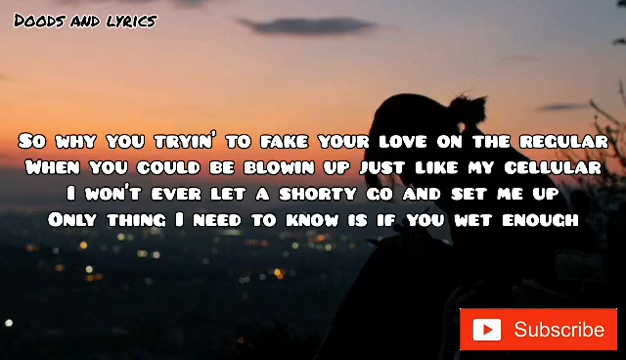 Doods and lyrics
So why you tryin' to fake your love on the regular
When you could be blowin up just like my cellular
I won't ever let a shorty go and set me up
Only thing I need to know is if you wet enough
Subscribe